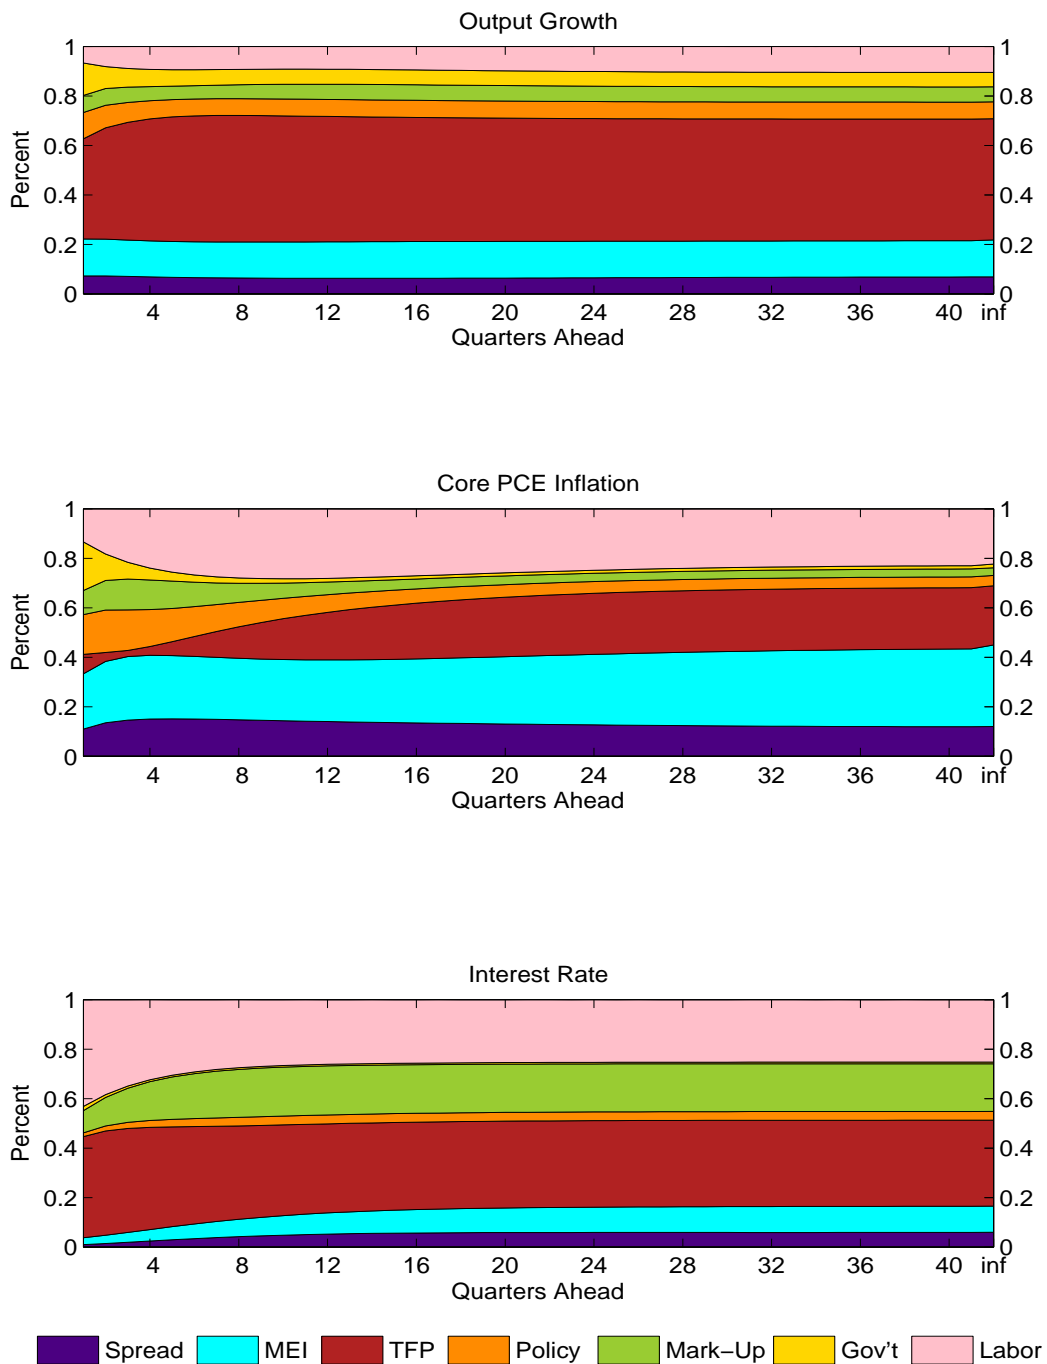 Output Growth
1 1
0.8 0.8
0.6 0.6
0.4 0.4
0.2 0.2
0 0
Percent
4 8 12 16 20 24 28 32 36 40 inf
Quarters Ahead
Core PCE Inflation
1 1
0.8 0.8
0.6 0.6
0.4 0.4
0.2 0.2
0 0
Percent
4 8 12 16 20 24 28 32 36 40 inf
Quarters Ahead
Interest Rate
1 1
0.8 0.8
0.6 0.6
0.4 0.4
0.2 0.2
0 0
Percent
4 8 12 16 20 24 28 32 36 40 inf
Quarters Ahead
Spread MEI TFP Policy Mark−Up Gov't Labor